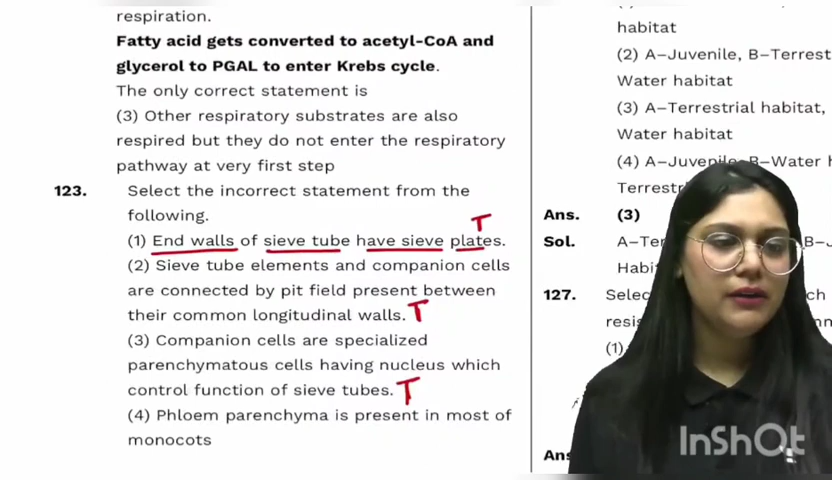 respiration.
Fatty acid gets converted to acetyl-CoA and
glycerol to PGAL to enter Krebs cycle.
The only correct statement is
(3) Other respiratory substrates are also
respired but they do not enter the respiratory
pathway at very first step
123. Select the incorrect statement from the
following.
T
(1) End walls of sieve tube have sieve plates.
(2) Sieve tube elements and companion cells
are connected by pit field present between
their common longitudinal walls. T
(3) Companion cells are specialized
parenchymatous cells having nucleus which
control function of sieve tubes. T
(4) Phloem parenchyma is present in most of
monocots
habitat
(2) A–Juvenile, B–Terrest
Water habitat
(3) A–Terrestrial habitat,
Water habitat
(4) A–Juvenile, B–Water h
Terrestr
Ans. (3)
Sol. A–Ter B–J
Habi
127. Selec ch
resis
(1)
Ans
InShOt